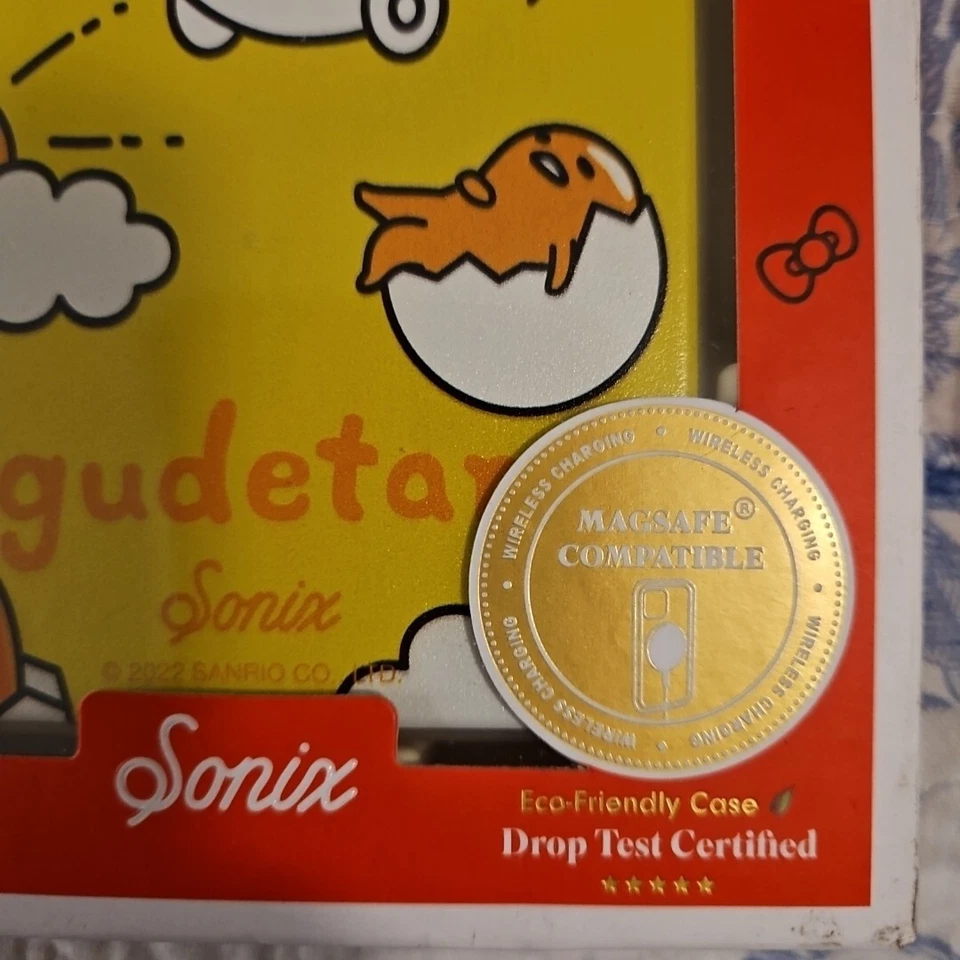 gudetama
Sonix
© 2022 SANRIO CO., LTD.
WIRELESS CHARGING • WIRELESS CHARGING • WIRELESS CHARGING • WIRELESS CHARGING •
MAGSAFE®
COMPATIBLE
Sonix
Eco-Friendly Case
Drop Test Certified